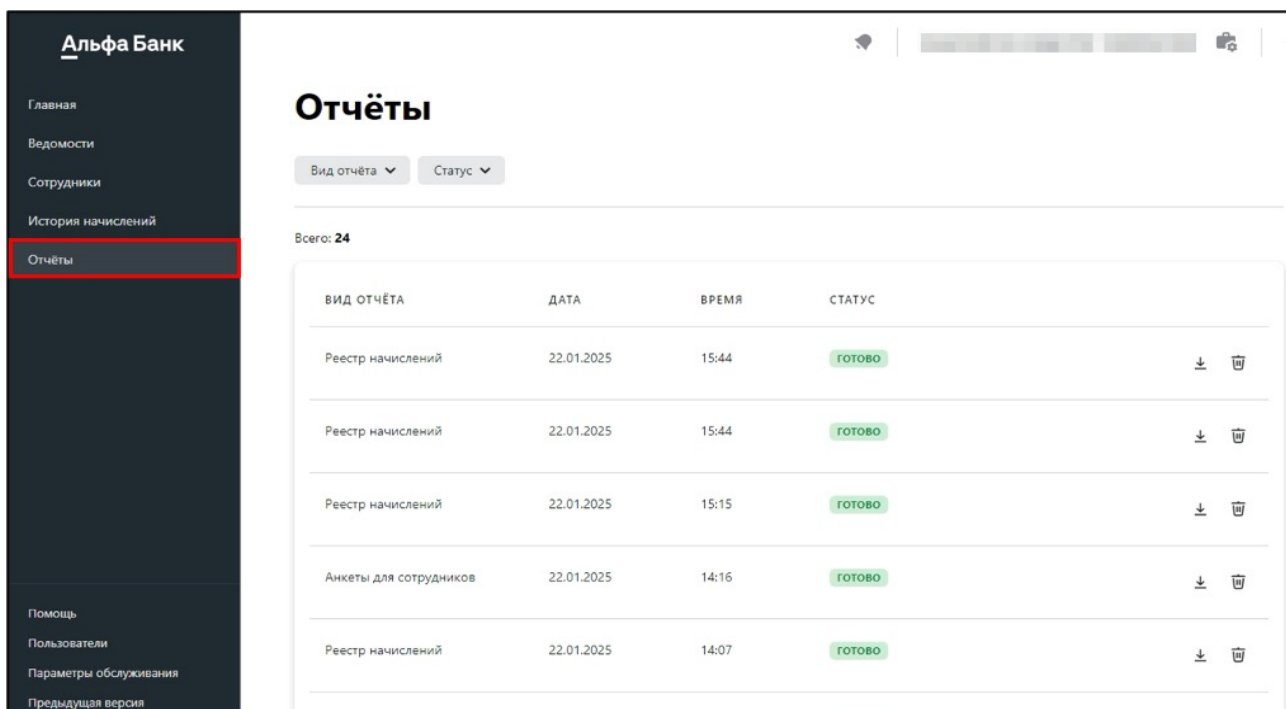 Альфа Банк
Главная
Ведомости
Сотрудники
История начислений
Отчёты
Помощь
Пользователи
Параметры обслуживания
Предыдущая версия
Отчёты
Вид отчёта Статус
Всего: 24
ВИД ОТЧЁТА ДАТА ВРЕМЯ СТАТУС
Реестр начислений 22.01.2025 15:44 ГОТОВО
Реестр начислений 22.01.2025 15:44 ГОТОВО
Реестр начислений 22.01.2025 15:15 ГОТОВО
Анкеты для сотрудников 22.01.2025 14:16 ГОТОВО
Реестр начислений 22.01.2025 14:07 ГОТОВО